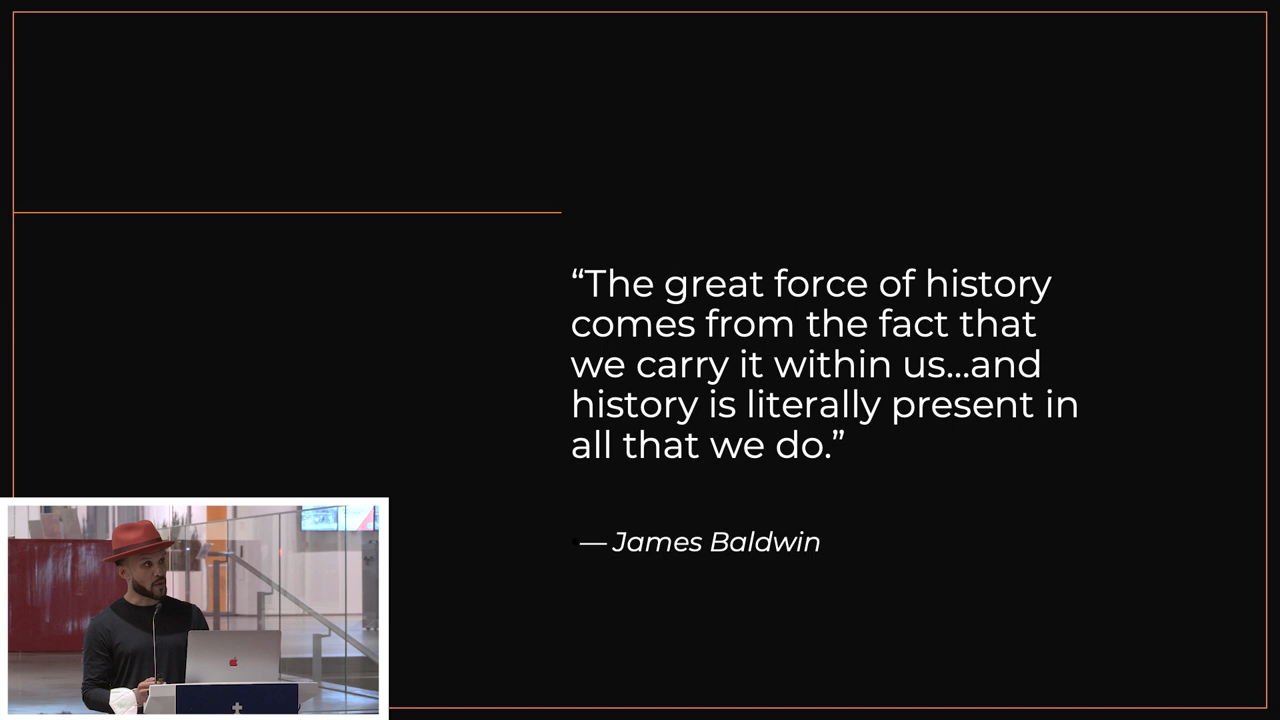 “The great force of history
comes from the fact that
we carry it within us...and
history is literally present in
all that we do.”
— James Baldwin